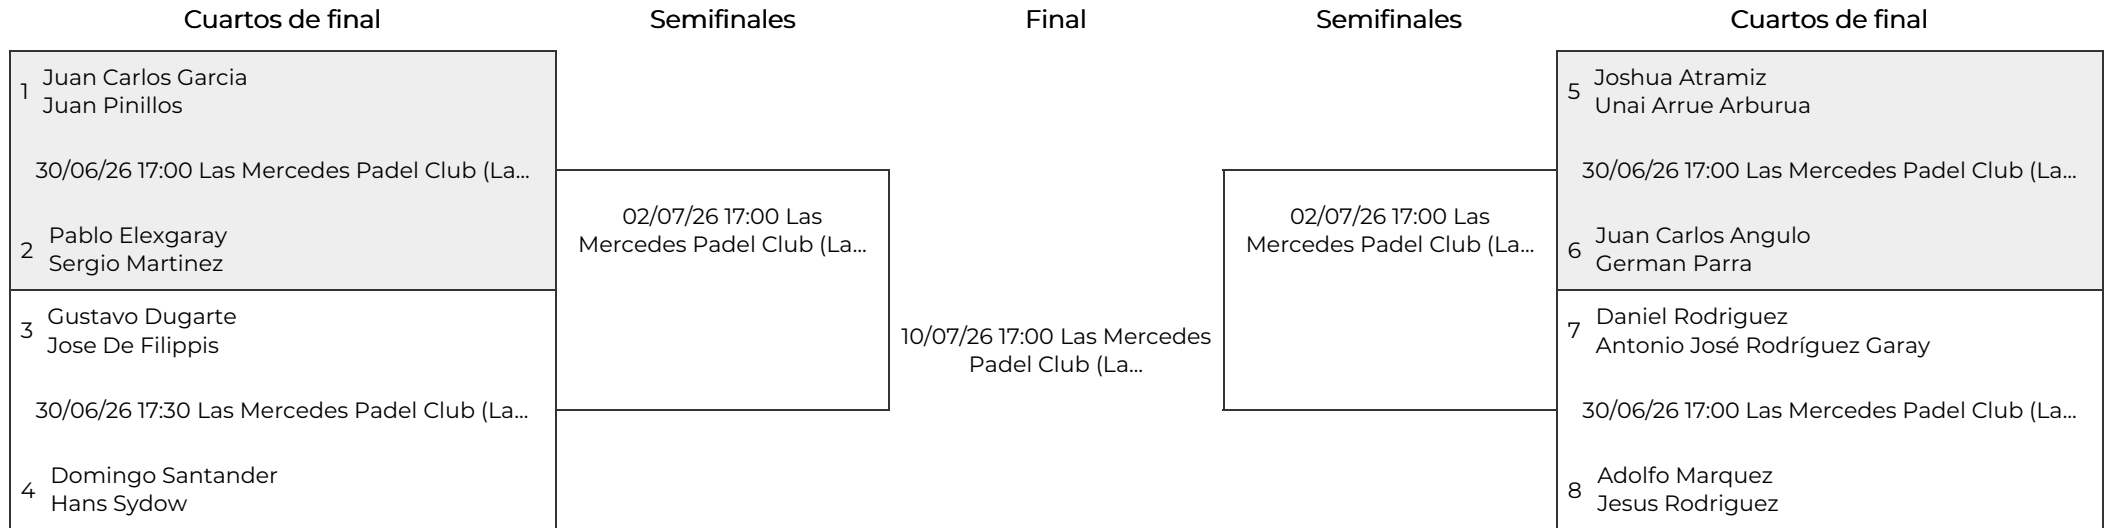 Cuartos de final
Semifinales
Final
Semifinales
Cuartos de final
1
Juan Carlos Garcia
Juan Pinillos
30/06/26 17:00 Las Mercedes Padel Club (La...
2
Pablo Elexgaray
Sergio Martinez
3
Gustavo Dugarte
Jose De Filippis
30/06/26 17:30 Las Mercedes Padel Club (La...
4
Domingo Santander
Hans Sydow
02/07/26 17:00 Las
Mercedes Padel Club (La...
10/07/26 17:00 Las Mercedes
Padel Club (La...
02/07/26 17:00 Las
Mercedes Padel Club (La...
5
Joshua Atramiz
Unai Arrue Arburua
30/06/26 17:00 Las Mercedes Padel Club (La...
6
Juan Carlos Angulo
German Parra
7
Daniel Rodriguez
Antonio José Rodríguez Garay
30/06/26 17:00 Las Mercedes Padel Club (La...
8
Adolfo Marquez
Jesus Rodriguez